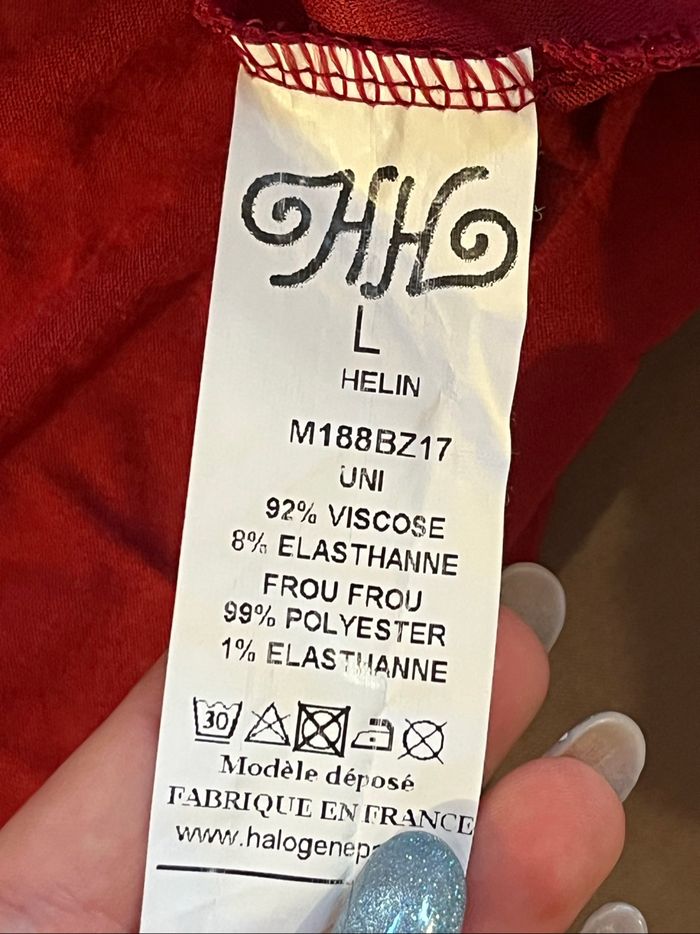 HH
L
HELIN
M188BZ17
UNI
92% VISCOSE
8% ELASTHANNE
FROU FROU
99% POLYESTER
1% ELASTHANNE
30
Modèle déposé
FABRIQUE EN FRANCE
www.halogenep